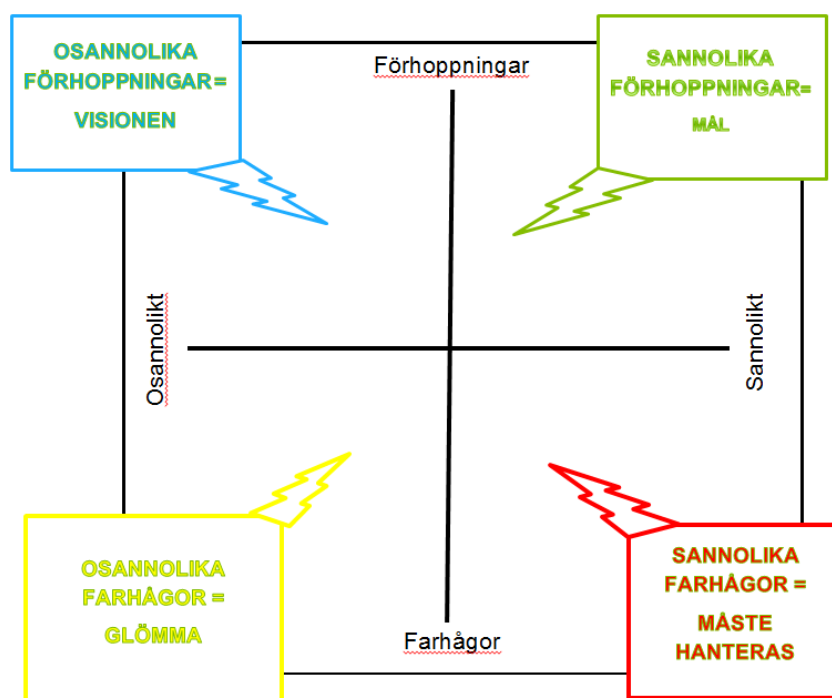 OSANNOLIKA
FÖRHOPPNINGAR =
VISIONEN
Förhoppningar
SANNOLIKA
FÖRHOPPNINGAR=
MÅL
Osannolikt
Sannolikt
OSANNOLIKA
FARHÅGOR =
GLÖMMA
Farhågor
SANNOLIKA
FARHÅGOR =
MÅSTE
HANTERAS